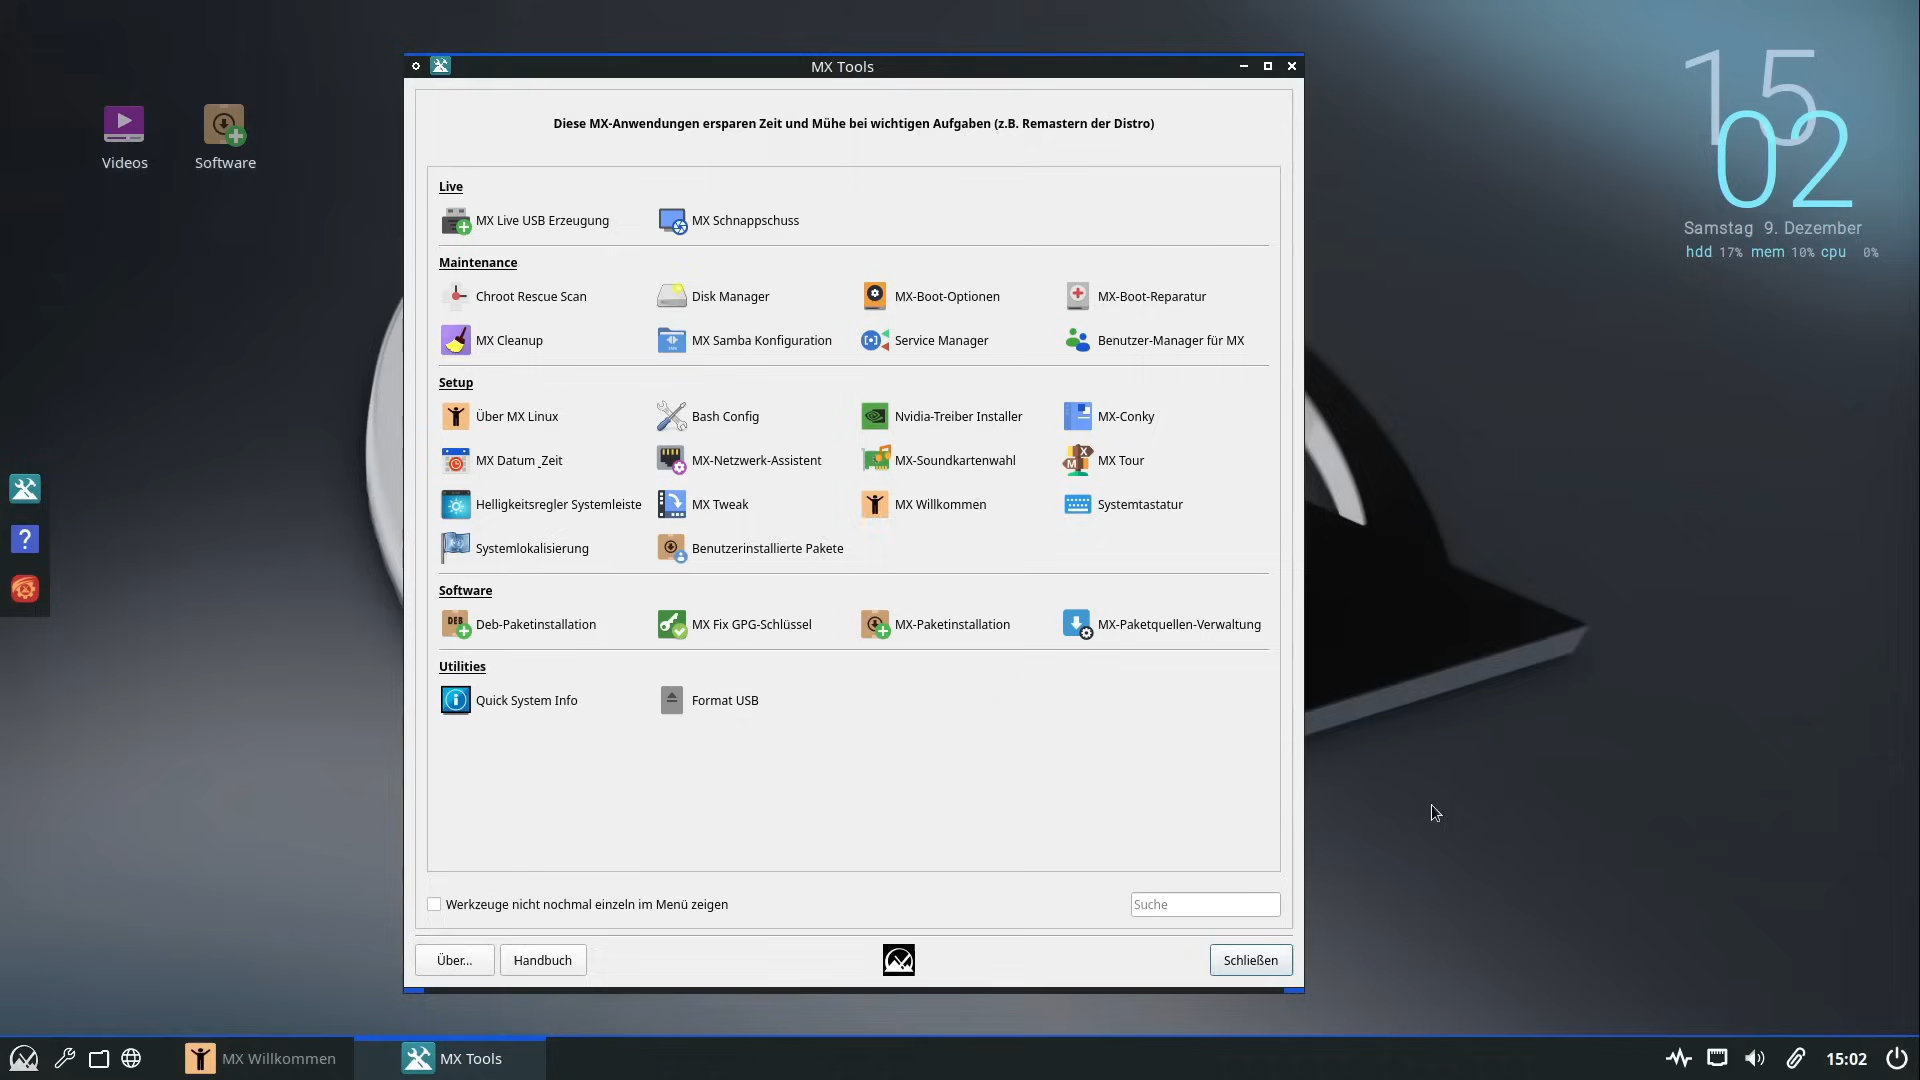 MX Tools
Diese MX-Anwendungen ersparen Zeit und Mühe bei wichtigen Aufgaben (z.B. Remastern der Distro)
Videos
Software
15
02
Samstag 9. Dezember
hdd 17% mem 10% cpu 0%
Live
MX Live USB Erzeugung
MX Schnappschuss
Maintenance
Chroot Rescue Scan
Disk Manager
MX-Boot-Optionen
MX-Boot-Reparatur
MX Cleanup
MX Samba Konfiguration
Service Manager
Benutzer-Manager für MX
Setup
Über MX Linux
Bash Config
Nvidia-Treiber Installer
MX-Conky
MX Datum _Zeit
MX-Netzwerk-Assistent
MX-Soundkartenwahl
MX Tour
Helligkeitsregler Systemleiste
MX Tweak
MX Willkommen
Systemtastatur
Systemlokalisierung
Benutzerinstallierte Pakete
Software
DEB
Deb-Paketinstallation
MX Fix GPG-Schlüssel
MX-Paketinstallation
MX-Paketquellen-Verwaltung
Utilities
Quick System Info
Format USB
Werkzeuge nicht nochmal einzeln im Menü zeigen
Suche
Über...
Handbuch
Schließen
MX Willkommen
MX Tools
15:02